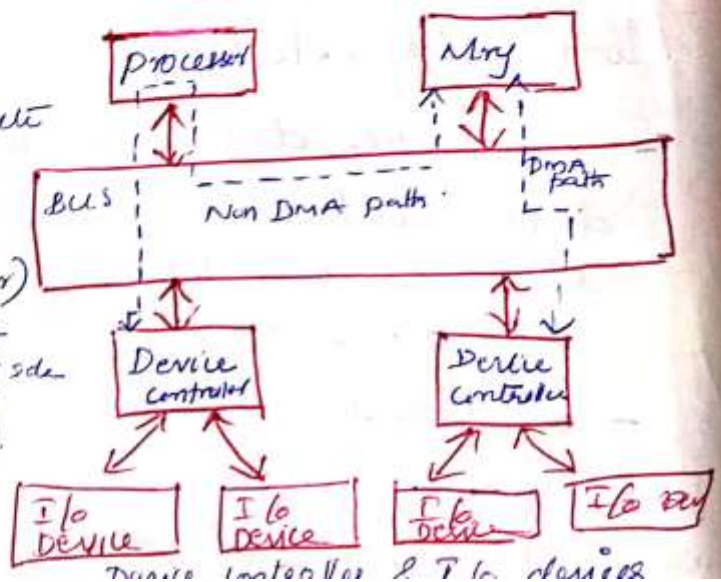 Processor
Mry
BUS
Non DMA path
DMA path
Device controller
Device controller
I/o DEVICE
I/o Device
I/o Device
I/o
Device controller & I/o devices